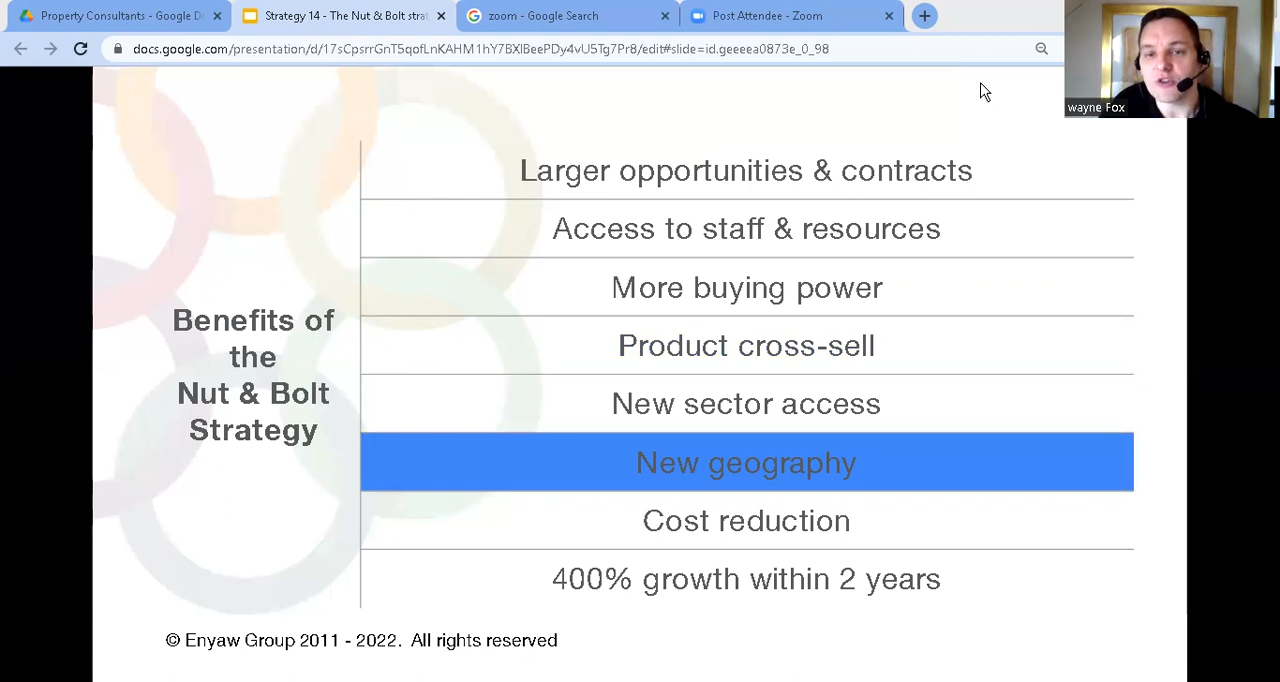 Property Consultants - Google Dr
Strategy 14 - The Nut & Bolt strat
zoom - Google Search
Post Attendee - Zoom
docs.google.com/presentation/d/17sCpsrrGnT5qofLnKAHM1hY7BXlBeePDy4vU5Tg7Pr8/edit#slide=id.geeeea0873e_0_98
wayne Fox
Benefits of
the
Nut & Bolt
Strategy
Larger opportunities & contracts
Access to staff & resources
More buying power
Product cross-sell
New sector access
New geography
Cost reduction
400% growth within 2 years
© Enyaw Group 2011 - 2022. All rights reserved